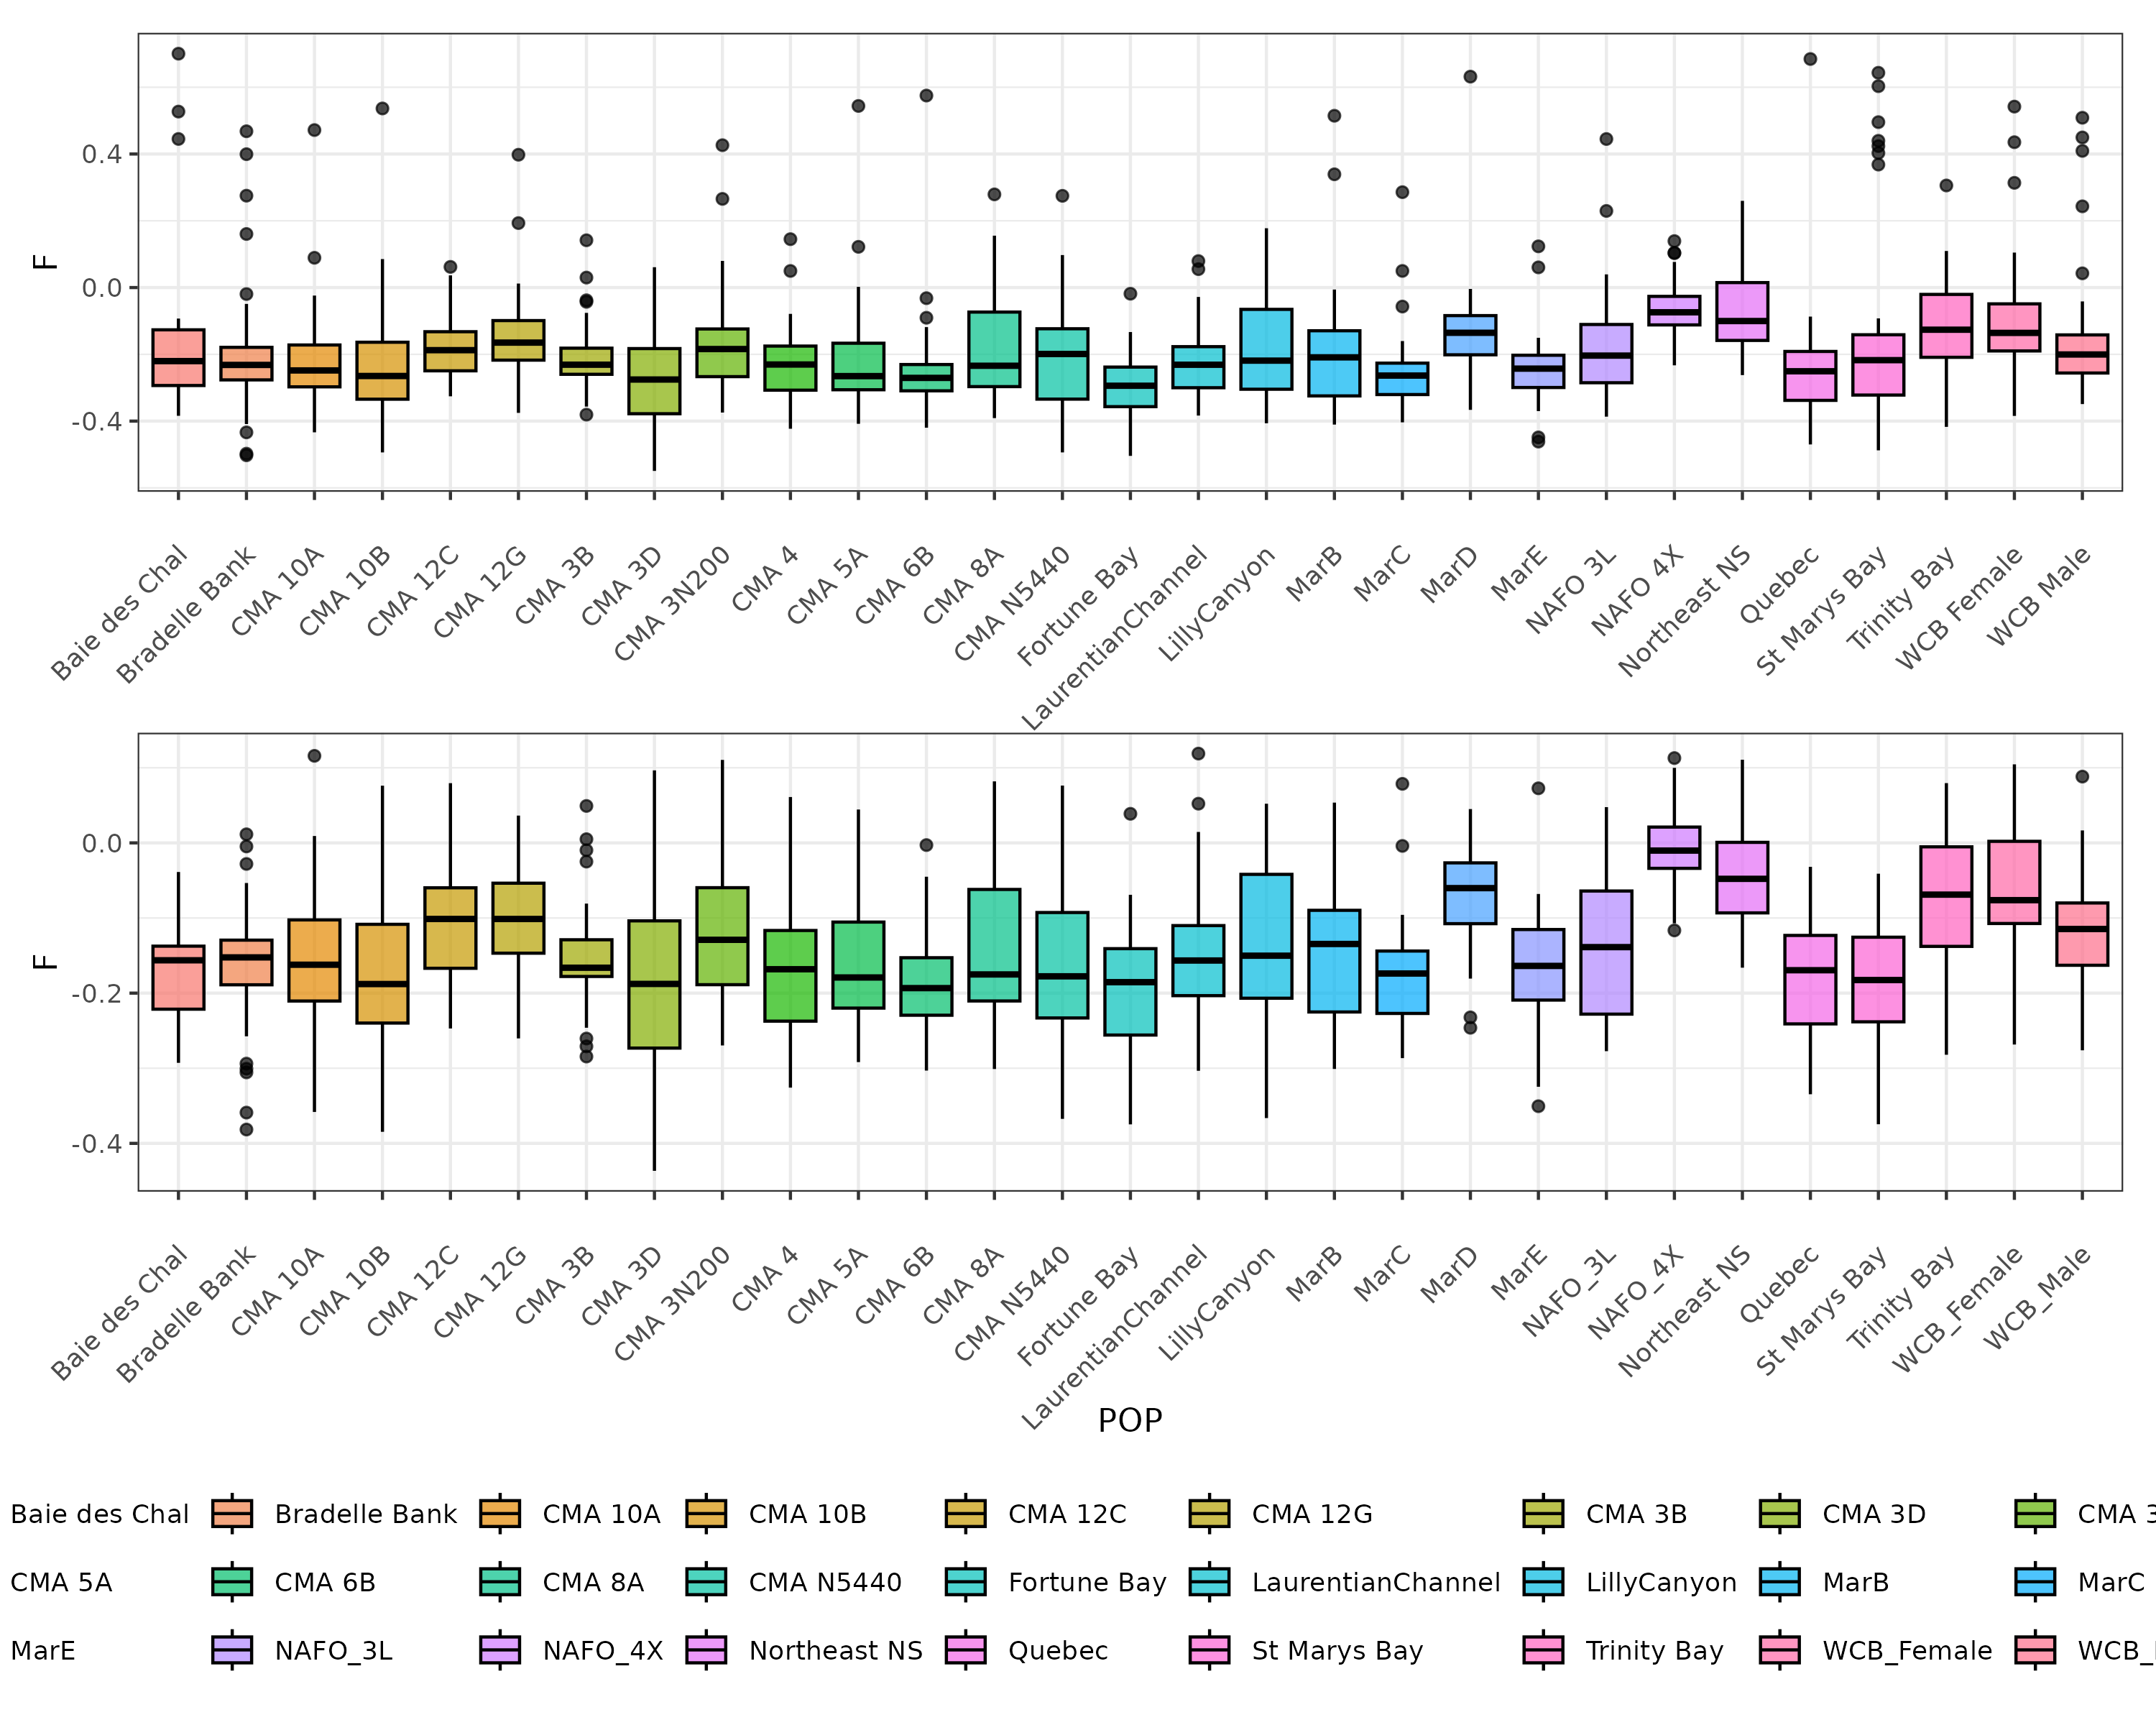 F
0.4
0.0
-0.4
Baie des Chal
Bradelle Bank
CMA 10A
CMA 10B
CMA 12C
CMA 12G
CMA 3B
CMA 3D
CMA 3N200
CMA 4
CMA 5A
CMA 6B
CMA 8A
CMA N5440
Fortune Bay
LaurentianChannel
LillyCanyon
MarB
MarC
MarD
MarE
NAFO 3L
NAFO 4X
Northeast NS
Quebec
St Marys Bay
Trinity Bay
WCB Female
WCB Male
F
0.0
-0.2
-0.4
Baie des Chal
Bradelle Bank
CMA 10A
CMA 10B
CMA 12C
CMA 12G
CMA 3B
CMA 3D
CMA 3N200
CMA 4
CMA 5A
CMA 6B
CMA 8A
CMA N5440
Fortune Bay
LaurentianChannel
LillyCanyon
MarB
MarC
MarD
MarE
NAFO_3L
NAFO_4X
Northeast NS
Quebec
St Marys Bay
Trinity Bay
WCB_Female
WCB_Male
POP
Baie des Chal Bradelle Bank CMA 10A CMA 10B CMA 12C CMA 12G CMA 3B CMA 3D CMA
CMA 5A CMA 6B CMA 8A CMA N5440 Fortune Bay LaurentianChannel LillyCanyon MarB MarC
MarE NAFO_3L NAFO_4X Northeast NS Quebec St Marys Bay Trinity Bay WCB_Female WCB_